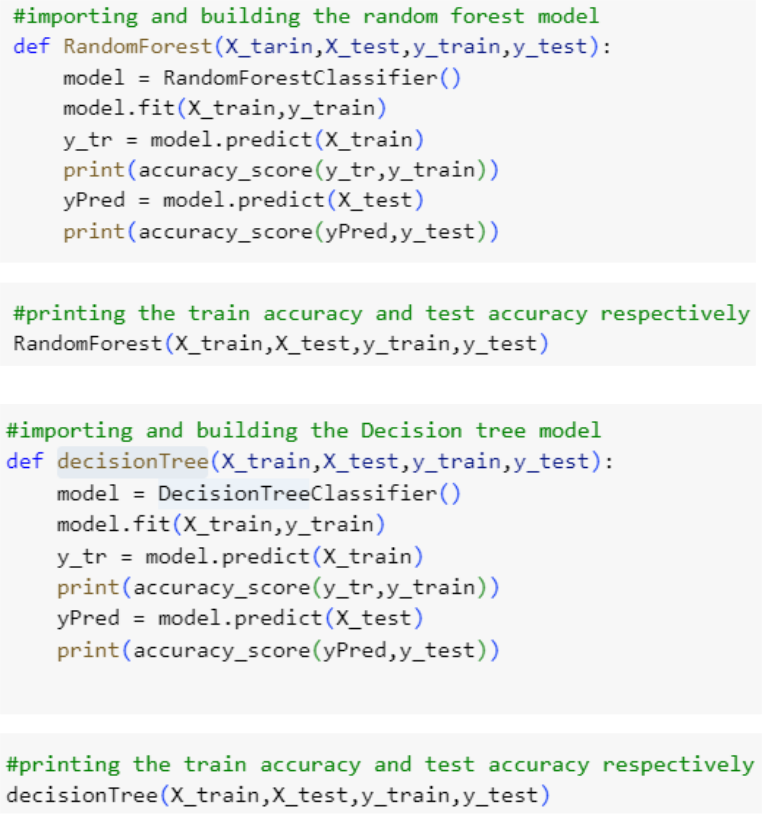 #importing and building the random forest model
def RandomForest(X_tarin,X_test,y_train,y_test):
    model = RandomForestClassifier()
    model.fit(X_train,y_train)
    y_tr = model.predict(X_train)
    print(accuracy_score(y_tr,y_train))
    yPred = model.predict(X_test)
    print(accuracy_score(yPred,y_test))
#printing the train accuracy and test accuracy respectively
RandomForest(X_train,X_test,y_train,y_test)
#importing and building the Decision tree model
def decisionTree(X_train,X_test,y_train,y_test):
    model = DecisionTreeClassifier()
    model.fit(X_train,y_train)
    y_tr = model.predict(X_train)
    print(accuracy_score(y_tr,y_train))
    yPred = model.predict(X_test)
    print(accuracy_score(yPred,y_test))
#printing the train accuracy and test accuracy respectively
decisionTree(X_train,X_test,y_train,y_test)